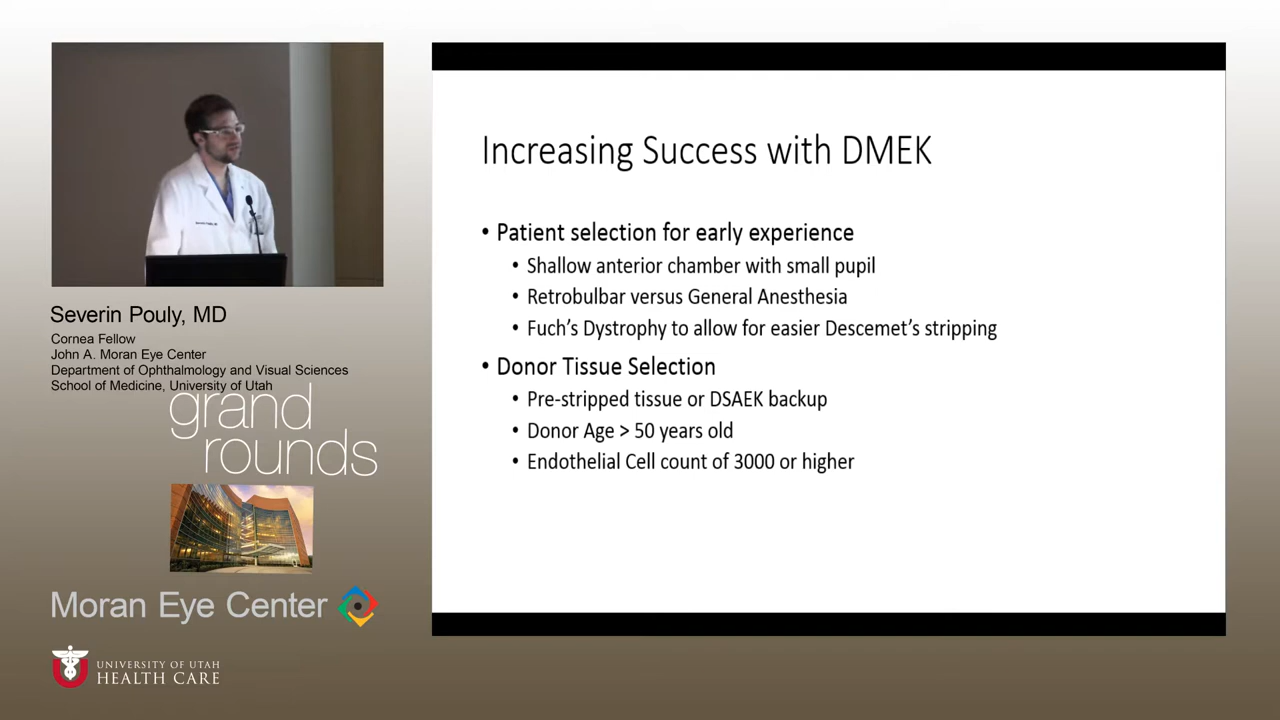 Increasing Success with DMEK
• Patient selection for early experience
• Shallow anterior chamber with small pupil
• Retrobulbar versus General Anesthesia
• Fuch's Dystrophy to allow for easier Descemet's stripping
• Donor Tissue Selection
• Pre-stripped tissue or DSAEK backup
• Donor Age > 50 years old
• Endothelial Cell count of 3000 or higher
Severin Pouly, MD
Cornea Fellow
John A. Moran Eye Center
Department of Ophthalmology and Visual Sciences
School of Medicine, University of Utah
grand
rounds
Moran Eye Center
UNIVERSITY OF UTAH
HEALTH CARE